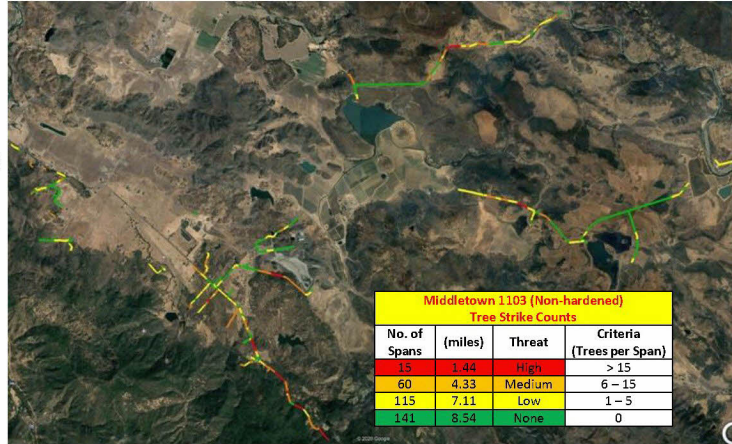 Middletown 1103 (Non-hardened)
Tree Strike Counts
No. of Spans (miles) Threat Criteria (Trees per Span)
15 1.44 High > 15
60 4.33 Medium 6 – 15
115 7.11 Low 1 – 5
141 8.54 None 0
© 2020 Google